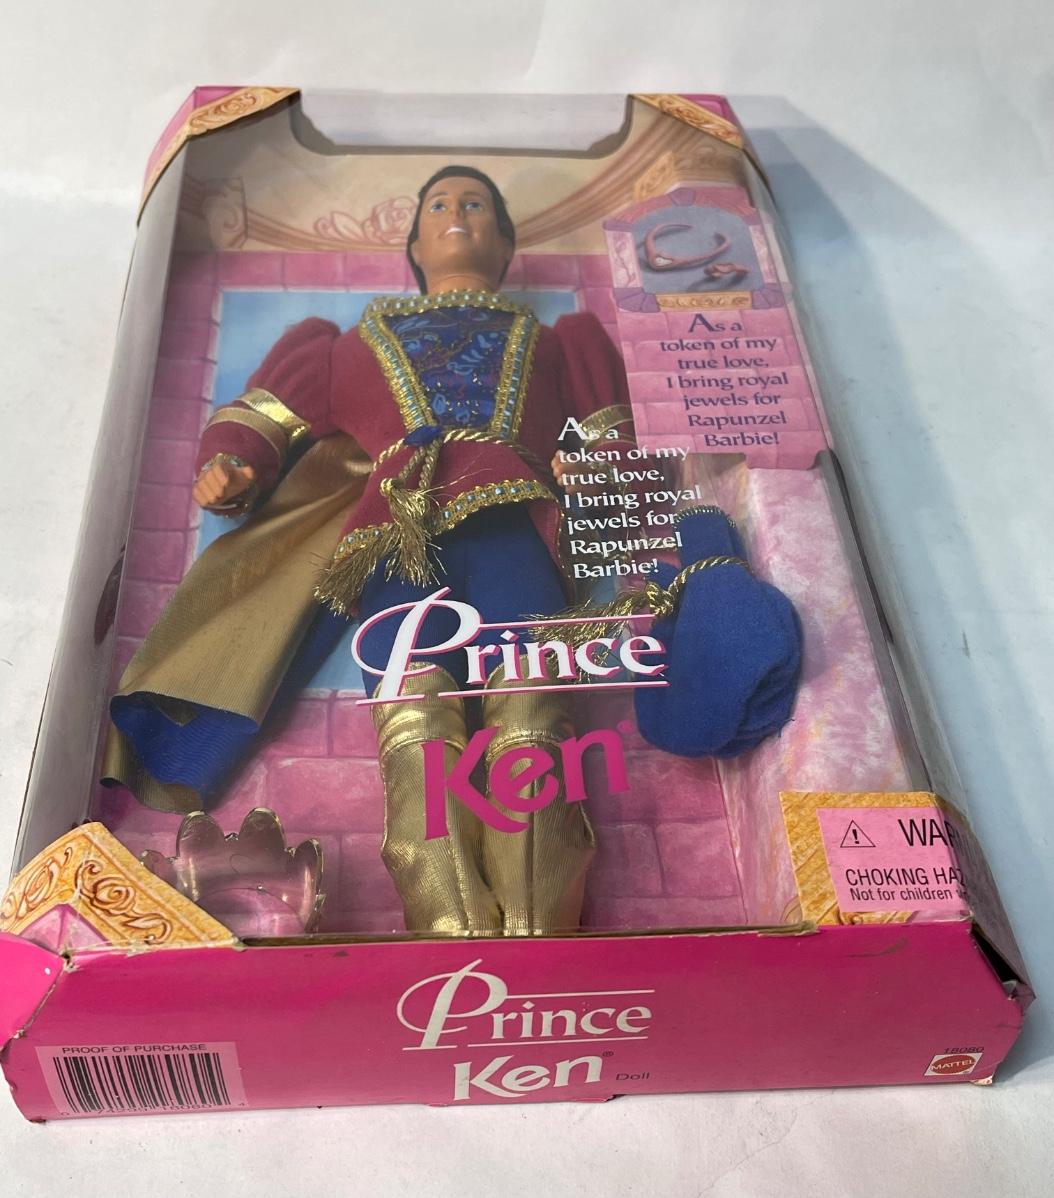 As a
token of my
true love,
I bring royal
jewels for
Rapunzel
Barbie!
As a
token of my
true love,
I bring royal
jewels for
Rapunzel
Barbie!
Prince
Ken
WAR
CHOKING HAZ
Not for children
Prince
Ken®
Doll
PROOF OF PURCHASE
18080
MATTEL